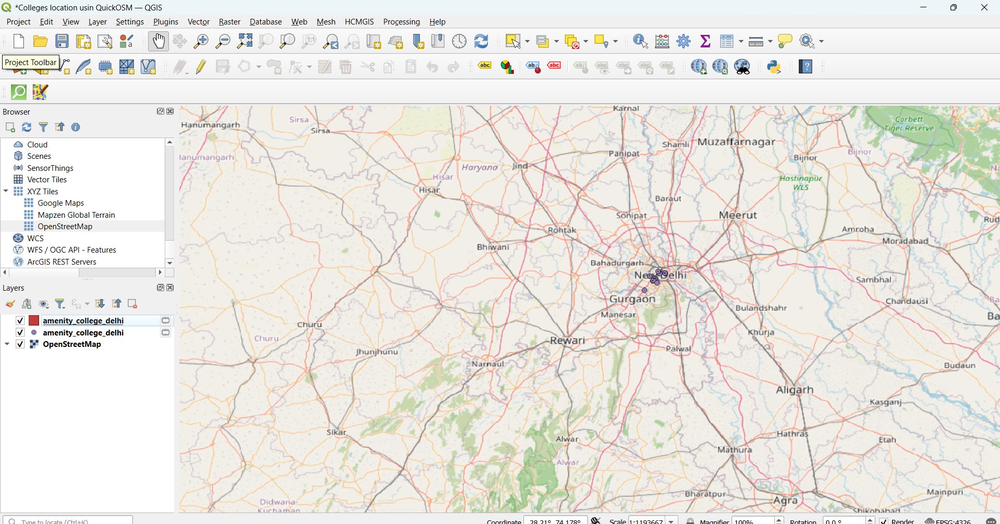 *Colleges location usin QuickOSM — QGIS
Project Edit View Layer Settings Plugins Vector Raster Database Web Mesh HCMGIS Processing Help
Project Toolbar
Browser
Cloud
Scenes
SensorThings
Vector Tiles
XYZ Tiles
Google Maps
Mapzen Global Terrain
OpenStreetMap
WCS
WFS / OGC API - Features
ArcGIS REST Servers
Layers
amenity_college_delhi
amenity_college_delhi
OpenStreetMap
Karnal
Hanumangarh
Sirsa
Sirsa
Corbett
Tiger Reserve
Shamli
Muzaffarnagar
Panipat
Bijnor
Bijnor
Haryana
Jind
Hisar
Hisar
Hastinapur
WLS
Baraut
Sonipat
Meerut
Rohtak
Amroha
Moradabad
Bhiwani
Bahadurgarh
New Delhi
Sambhal
Gurgaon
Chandausi
Bulandshahr
Manesar
Churu
Churu
Khurja
Rewari
Palwal
Jhunjhunu
Narnaul
Budaun
Aligarh
Kasganj
Sikar
Hathras
Alwar
Etah
Mathura
Alwar
Bharatpur
Mainpuri
Agra
Didwana-
Kuchaman
Shikohabad
Type to locate (Ctrl+K)
Coordinate 28.21° 74.178° Scale 1:1193667 Magnifier 100% Rotation 0.0 ° Render EPSG:4326